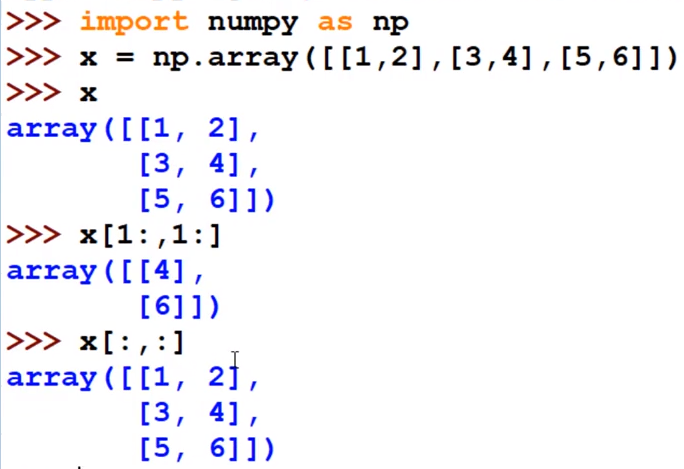 >>> import numpy as np
>>> x = np.array([[1,2],[3,4],[5,6]])
>>> x
array([[1, 2],
       [3, 4],
       [5, 6]])
>>> x[1:,1:]
array([[4],
       [6]])
>>> x[:,:]
array([[1, 2],
       [3, 4],
       [5, 6]])